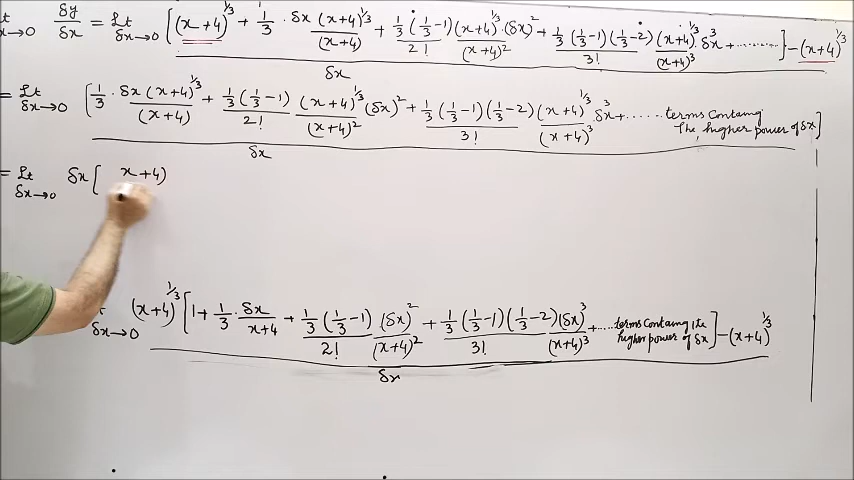 Lt δx→0 δy/δx = Lt δx→0 [(x+4)^1/3 + 1/3 · δx (x+4)^1/3/(x+4) + 1/3(1/3-1)/2! (x+4)^1/3·(δx)^2/(x+4)^2 + 1/3(1/3-1)(1/3-2)/3! (x+4)^1/3/(x+4)^3 · δx^3 + ..........] - (x+4)^1/3 / δx
= Lt δx→0 [1/3 · δx (x+4)^1/3/(x+4) + 1/3(1/3-1)/2! (x+4)^1/3/(x+4)^2 (δx)^2 + 1/3(1/3-1)(1/3-2)/3! (x+4)^1/3/(x+4)^3 δx^3 + ...... terms Containg The higher power of δx] / δx
= Lt δx→0 δx [ x+4)
δx→0 (x+4)^1/3 [1 + 1/3 · δx/(x+4) + 1/3(1/3-1)/2! (δx)^2/(x+4)^2 + 1/3(1/3-1)(1/3-2)/3! (δx)^3/(x+4)^3 + ..... terms Containg the higher power of δx] - (x+4)^1/3 / δx